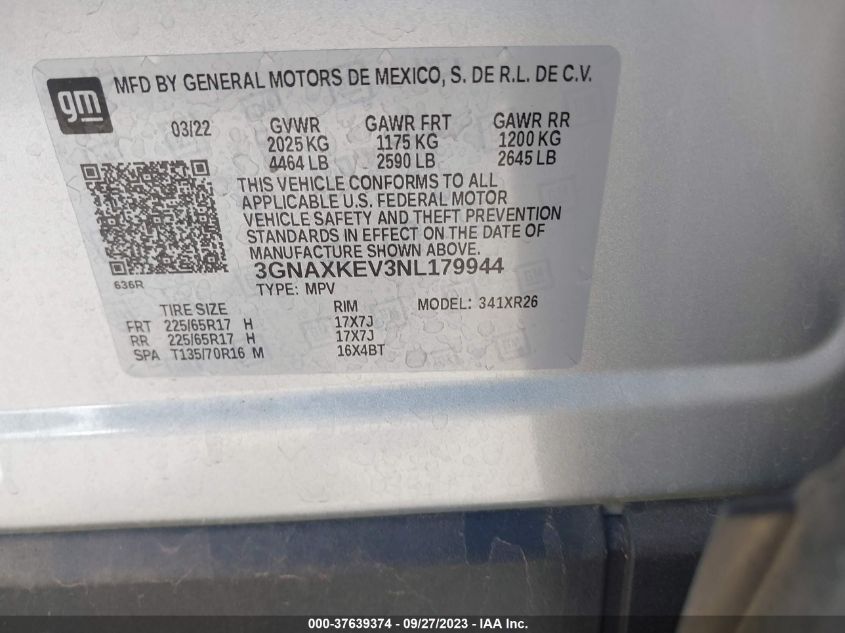 gm
MFD BY GENERAL MOTORS DE MEXICO, S. DE R.L. DE C.V.
03/22 GVWR GAWR FRT GAWR RR
2025 KG 1175 KG 1200 KG
4464 LB 2590 LB 2645 LB
THIS VEHICLE CONFORMS TO ALL
APPLICABLE U.S. FEDERAL MOTOR
VEHICLE SAFETY AND THEFT PREVENTION
STANDARDS IN EFFECT ON THE DATE OF
MANUFACTURE SHOWN ABOVE.
3GNAXKEV3NL179944
636R
TYPE: MPV
TIRE SIZE RIM MODEL: 341XR26
FRT 225/65R17 H 17X7J
RR 225/65R17 H 17X7J
SPA T135/70R16 M 16X4BT
000-37639374 - 09/27/2023 - IAA Inc.